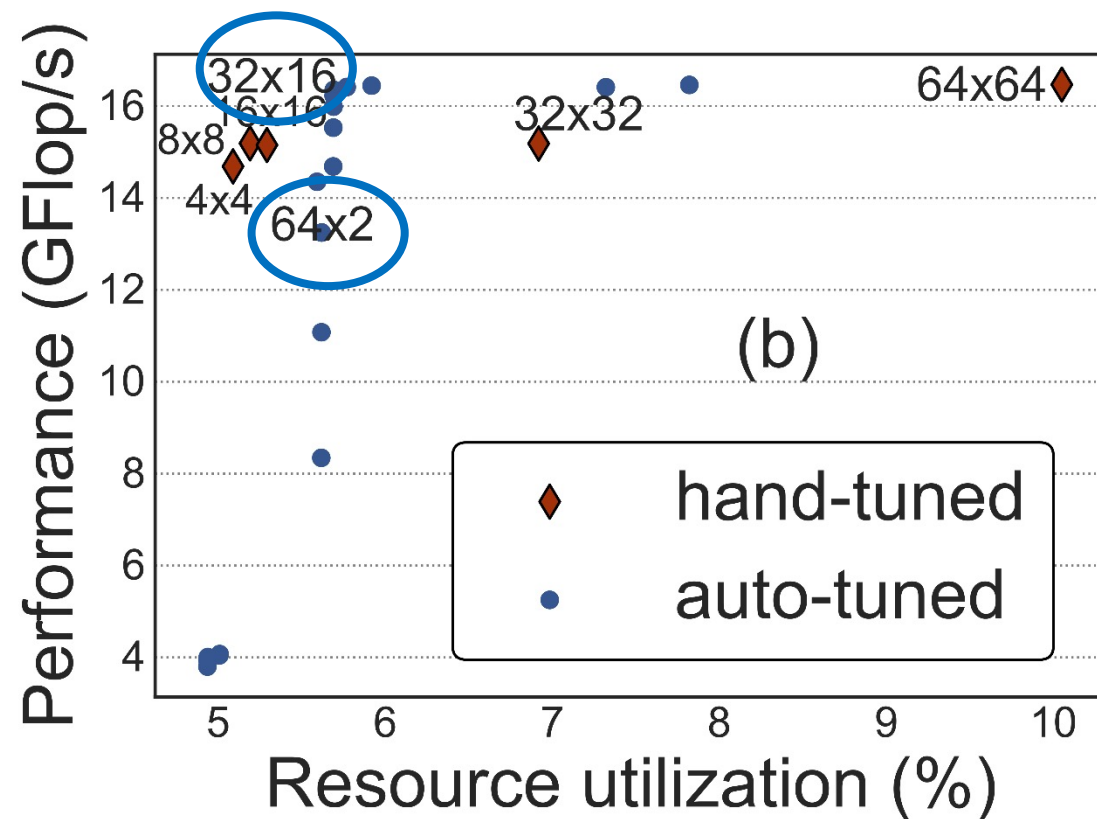 Performance (GFlop/s)
16
14
12
10
8
6
4
32x16
16x16
8x8
4x4
64x2
32x32
64x64
(b)
hand-tuned
auto-tuned
5 6 7 8 9 10
Resource utilization (%)